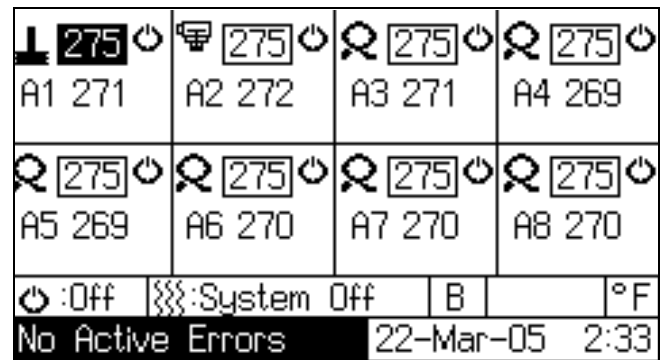 275 275 275 275
A1 271 A2 272 A3 271 A4 269
275 275 275 275
A5 269 A6 270 A7 270 A8 270
:Off :System Off B °F
No Active Errors 22-Mar-05 2:33